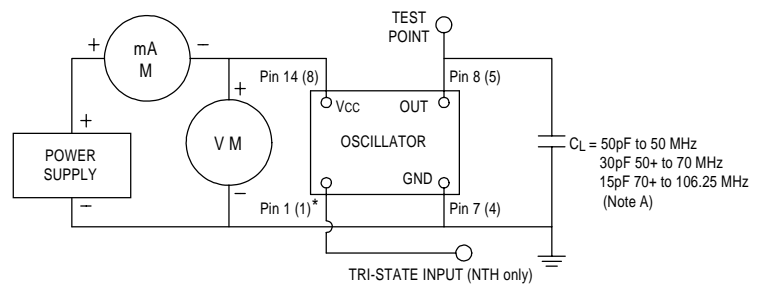 TEST
POINT
+
mA
M
–
Pin 14 (8)
Pin 8 (5)
+
+
VCC
OUT
V M
OSCILLATOR
CL = 50pF to 50 MHz
30pF 50+ to 70 MHz
15pF 70+ to 106.25 MHz
(Note A)
POWER
SUPPLY
GND
–
–
Pin 1 (1)*
Pin 7 (4)
TRI-STATE INPUT (NTH only)